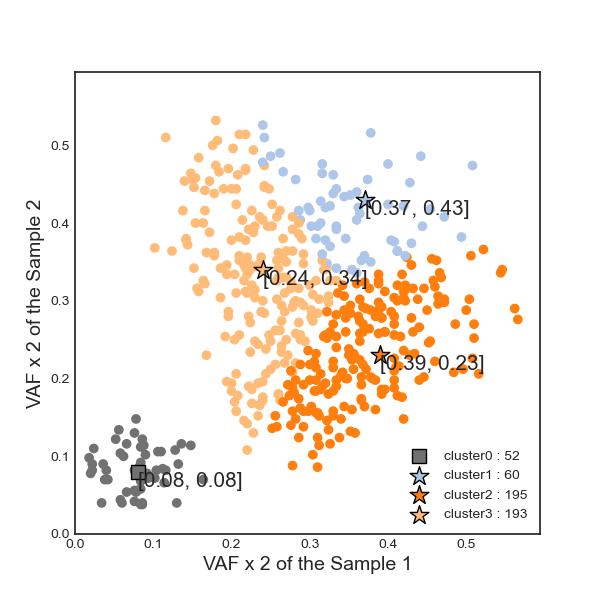 0.5
0.4
0.3
0.2
0.1
0.0
VAF x 2 of the Sample 2
[0.37, 0.43]
[0.24, 0.34]
[0.39, 0.23]
[0.08, 0.08]
cluster0 : 52
cluster1 : 60
cluster2 : 195
cluster3 : 193
0.0 0.1 0.2 0.3 0.4 0.5
VAF x 2 of the Sample 1